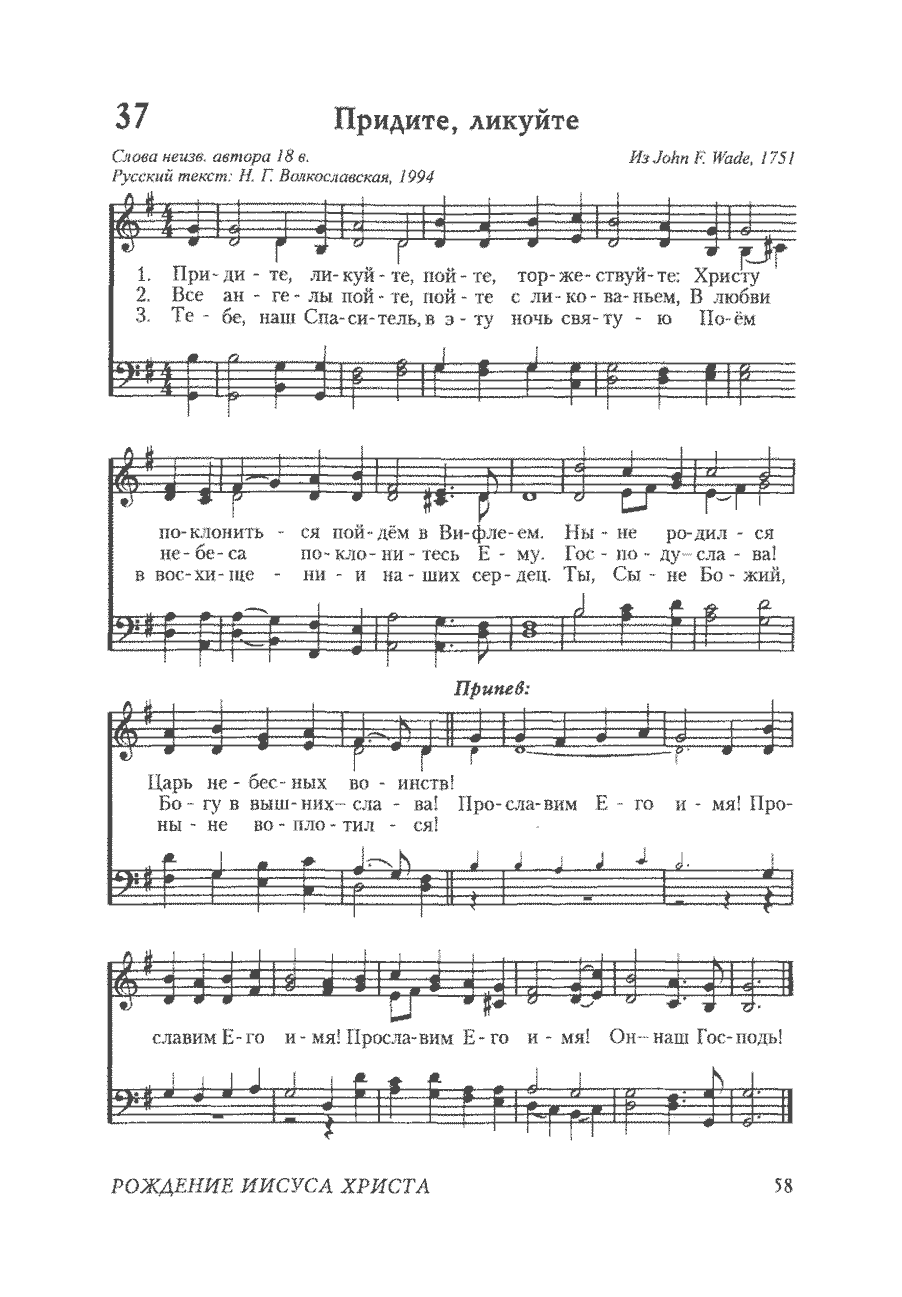 37
Придите, ликуйте
Слова неизв. автора 18 в.
Из John F. Wade, 1751
Русский текст: Н. Г. Волкославская, 1994
1. При- ди - те, ли- куй - те, пой - те, тор- же- ствуй- те: Христу
2. Все ан - ге - лы пой - те, пой - те с ли - ко - ва- ньем, В любви
3. Те - бе, наш Спа- си- тель, в э - ту ночь свя- ту - ю По- ём
по- клонить - ся пой- дём в Ви- фле- ем. Ны - не ро- дил - ся
не- бе- са по- кло- ни- тесь Е - му. Гос - по - ду- сла - ва!
в вос- хи- ще - ни - и на- ших сер- дец. Ты, Сы - не Бо - жий,
Припев:
Царь не - бес- ных во - инств!
Бо - гу в выш- них- сла - ва! Про- сла- вим Е - го и - мя! Про-
ны - не во - пло - тил - ся!
славим Е- го и - мя! Просла- вим Е- го и - мя! Он- наш Гос- подь!
РОЖДЕНИЕ ИИСУСА ХРИСТА
58